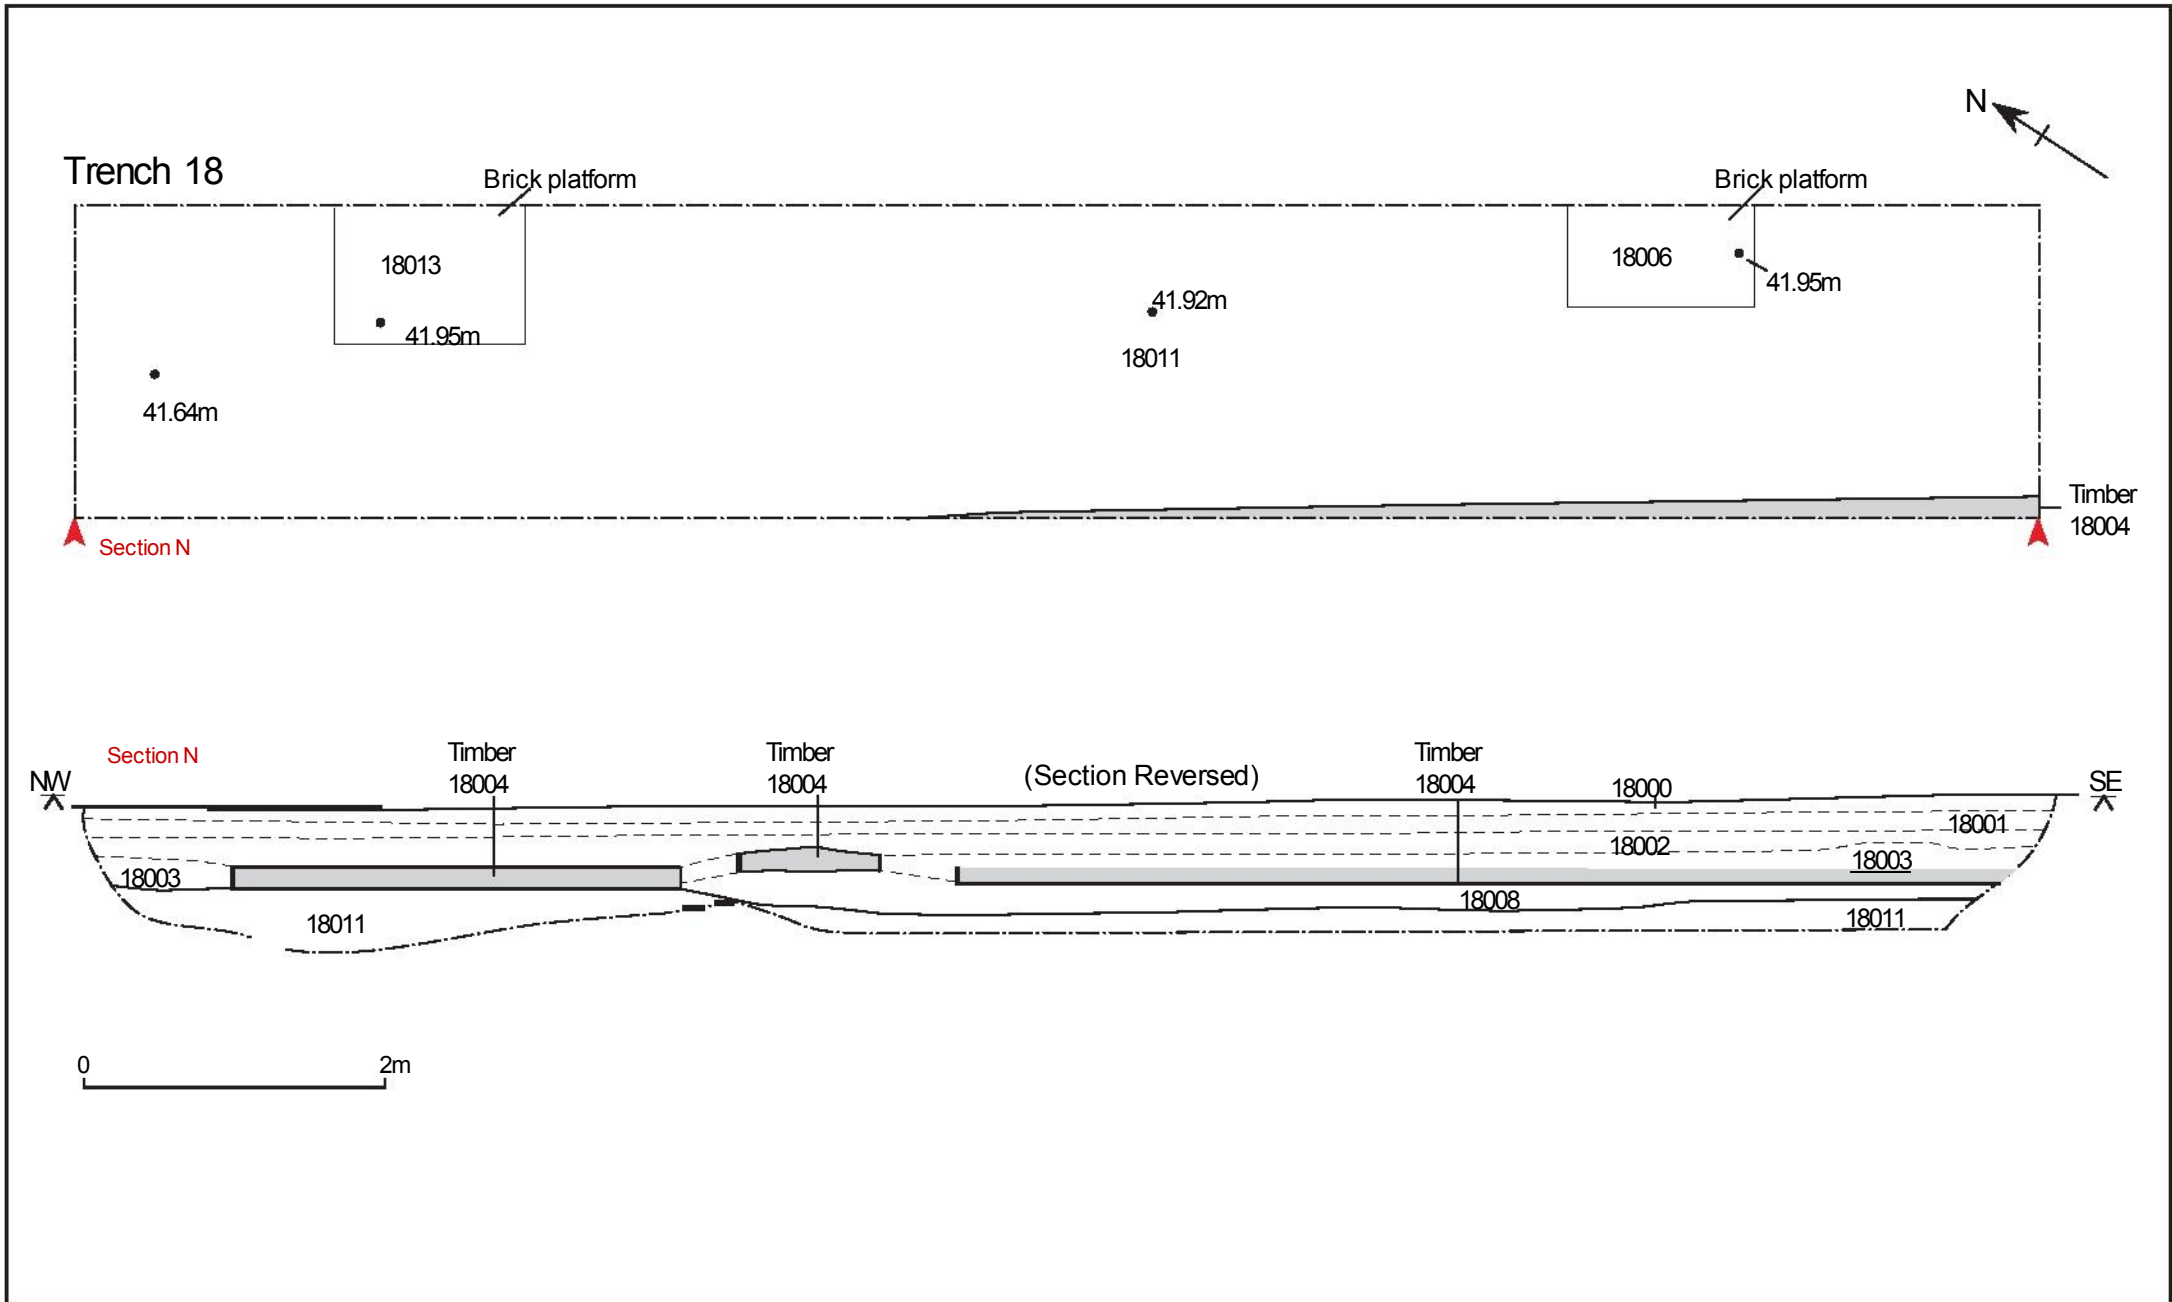 N
Trench 18
Brick platform
Brick platform
18013
18006
41.95m
41.92m
41.95m
18011
41.64m
Timber
18004
Section N
Section N
Timber
18004
Timber
18004
(Section Reversed)
Timber
18004
18000
NW
SE
18001
18002
18003
18003
18008
18011
18011
0 2m